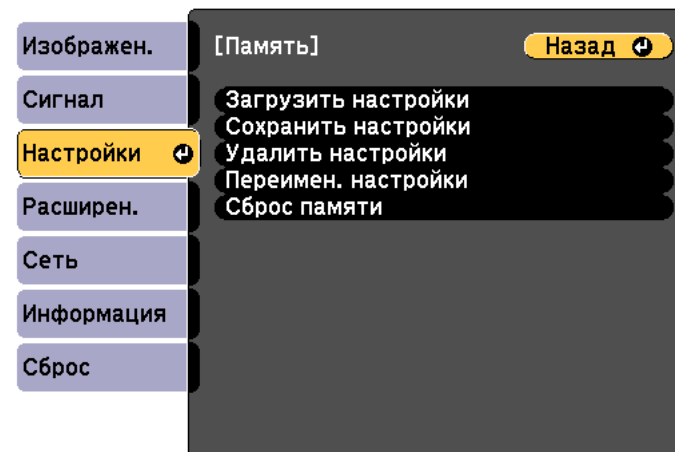 Изображен.
Сигнал
Настройки
Расширен.
Сеть
Информация
Сброс
[Память]
Назад
Загрузить настройки
Сохранить настройки
Удалить настройки
Переимен. настройки
Сброс памяти